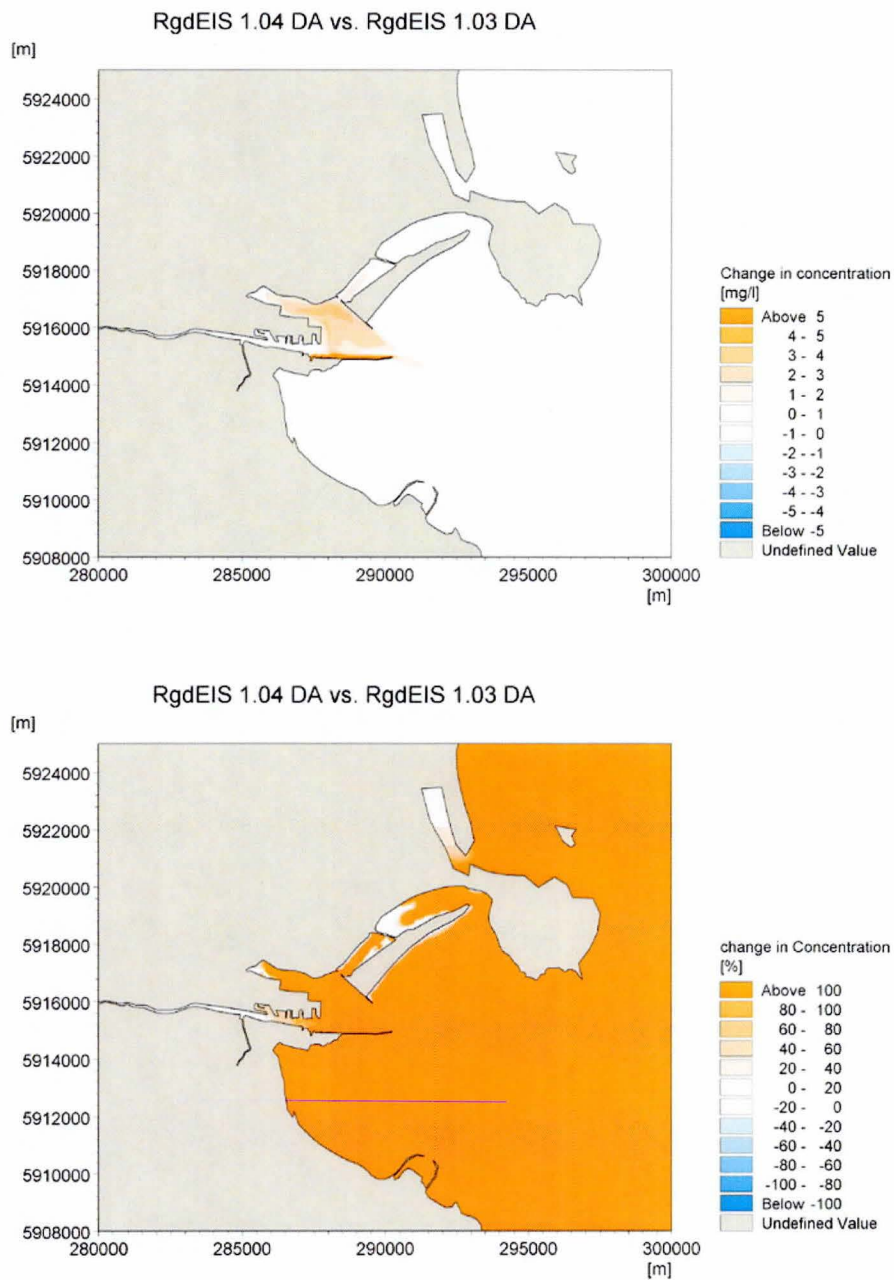 RgdEIS 1.04 DA vs. RgdEIS 1.03 DA
[m]
5924000
5922000
5920000
5918000
5916000
5914000
5912000
5910000
5908000
280000 285000 290000 295000 300000
[m]
Change in concentration
[mg/l]
Above 5
4 - 5
3 - 4
2 - 3
1 - 2
0 - 1
-1 - 0
-2 - -1
-3 - -2
-4 - -3
-5 - -4
Below -5
Undefined Value
RgdEIS 1.04 DA vs. RgdEIS 1.03 DA
[m]
5924000
5922000
5920000
5918000
5916000
5914000
5912000
5910000
5908000
280000 285000 290000 295000 300000
[m]
change in Concentration
[%]
Above 100
80 - 100
60 - 80
40 - 60
20 - 40
0 - 20
-20 - 0
-40 - -20
-60 - -40
-80 - -60
-100 - -80
Below -100
Undefined Value